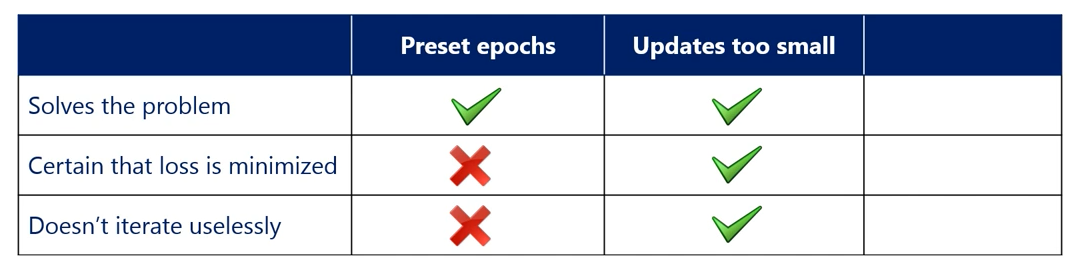 Preset epochs
Updates too small
Solves the problem
Certain that loss is minimized
Doesn’t iterate uselessly